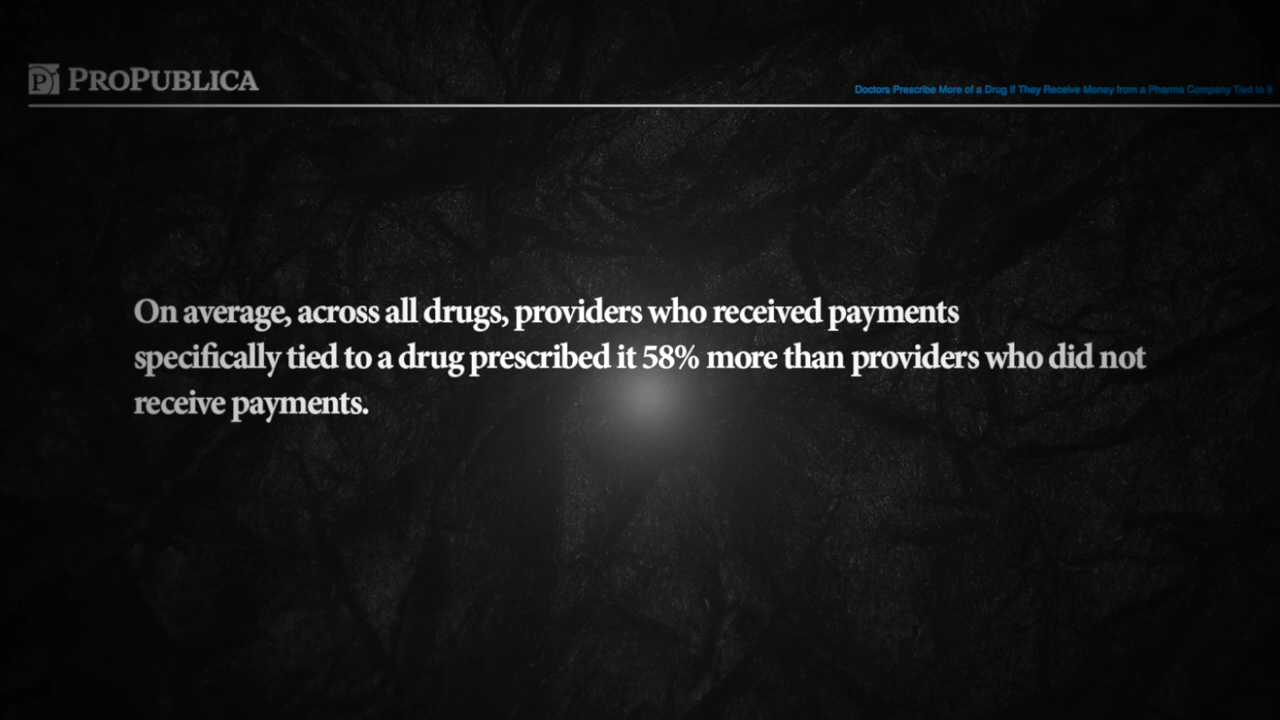 PROPUBLICA
Doctors Prescribe More of a Drug If They Receive Money from a Pharma Company Tied to It
On average, across all drugs, providers who received payments
specifically tied to a drug prescribed it 58% more than providers who did not
receive payments.